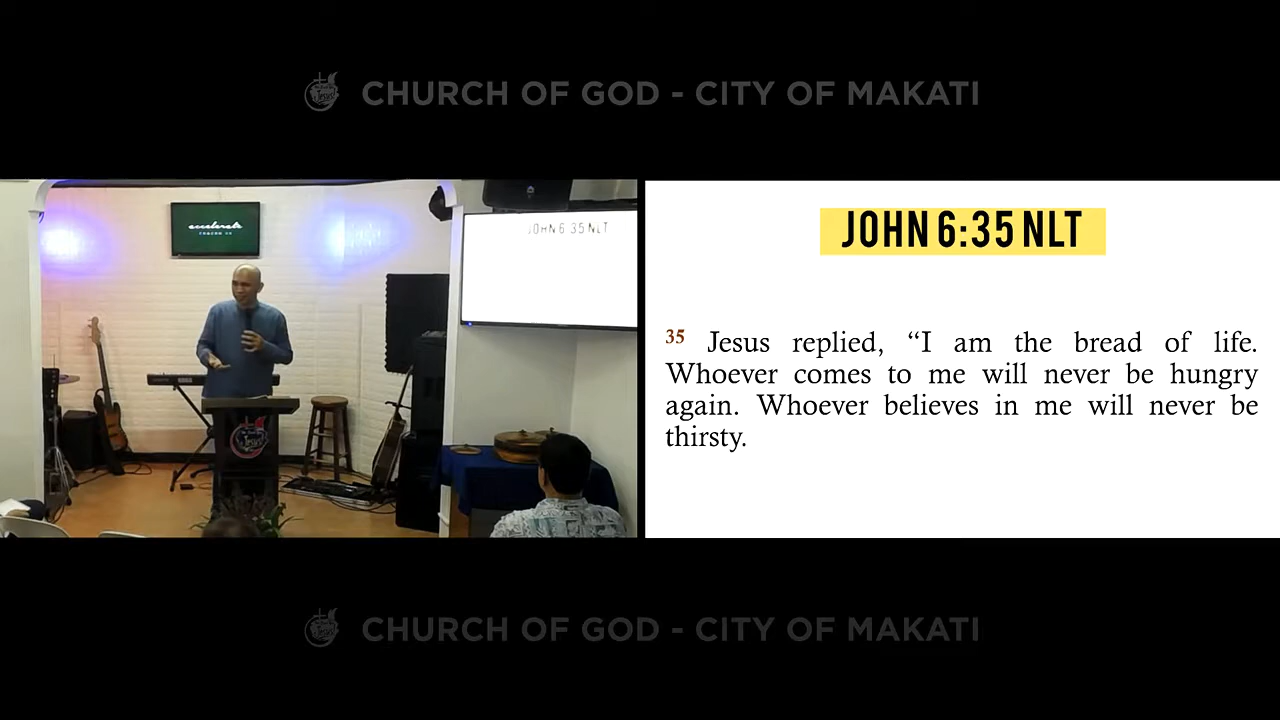 CHURCH OF GOD - CITY OF MAKATI
accelerate
JOHN 6:35 NLT
JOHN 6:35 NLT
35 Jesus replied, “I am the bread of life.
Whoever comes to me will never be hungry
again. Whoever believes in me will never be
thirsty.
Jesus
CHURCH OF GOD - CITY OF MAKATI